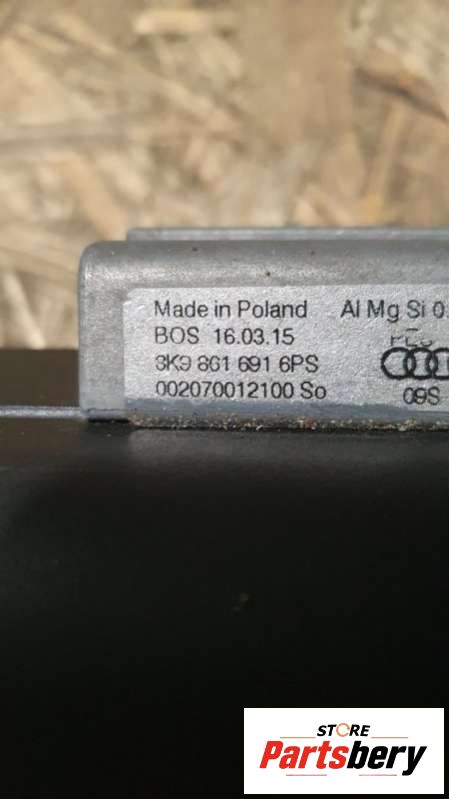 Made in Poland Al Mg Si 0.
BOS 16.03.15
3K9 861 691 6PS
002070012100 So 09S
STORE
Partsbery